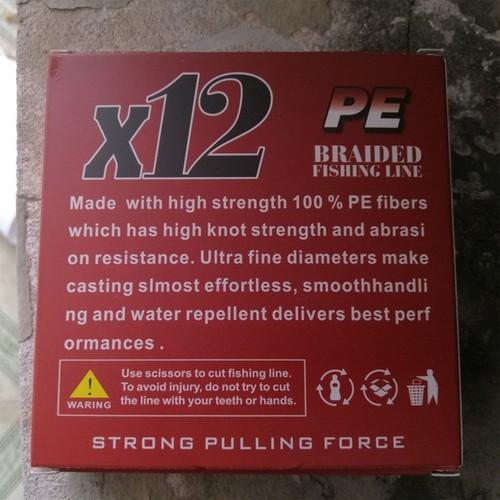 x12
PE
BRAIDED
FISHING LINE
Made with high strength 100 % PE fibers
which has high knot strength and abrasi
on resistance. Ultra fine diameters make
casting slmost effortless, smoothhandli
ng and water repellent delivers best perf
ormances .
WARING
Use scissors to cut fishing line.
To avoid injury, do not try to cut
the line with your teeth or hands.
STRONG PULLING FORCE